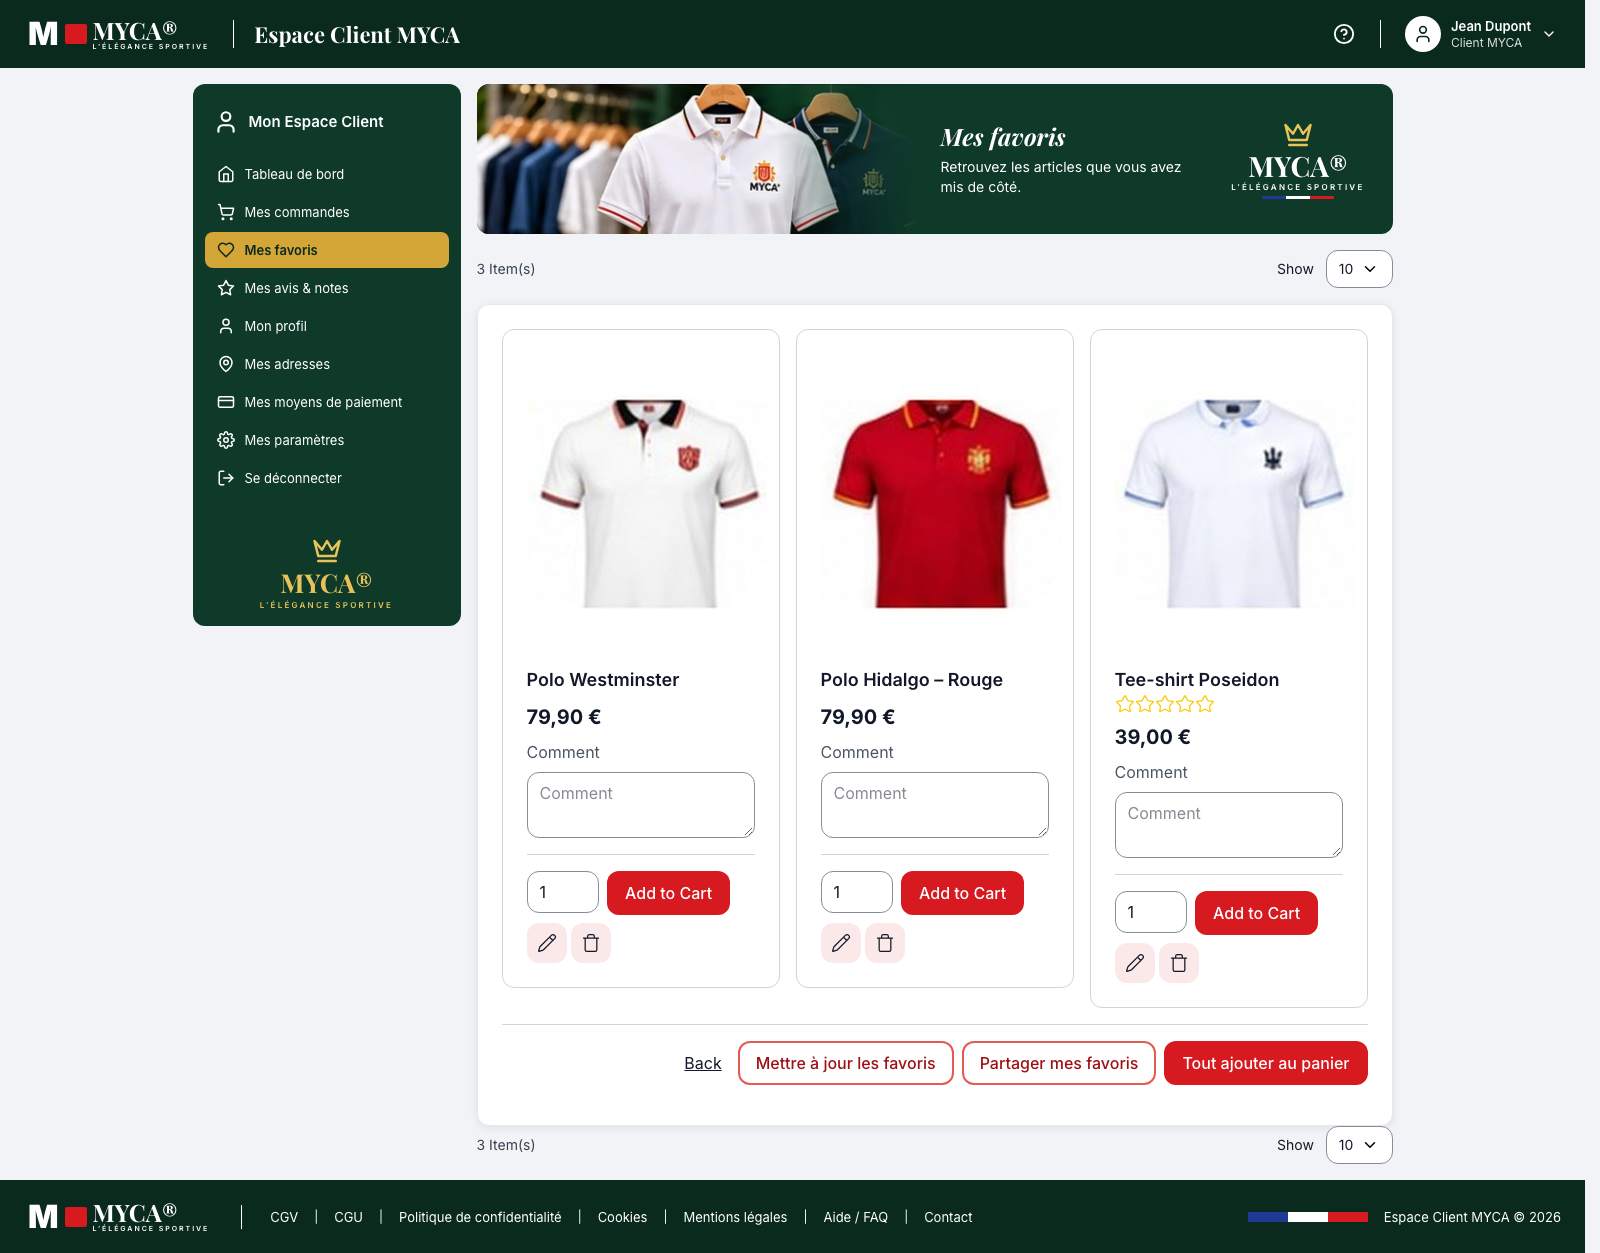 M MYCA®
L'ÉLÉGANCE SPORTIVE
Espace Client MYCA
Jean Dupont
Client MYCA
Mon Espace Client
Tableau de bord
Mes commandes
Mes favoris
Mes avis & notes
Mon profil
Mes adresses
Mes moyens de paiement
Mes paramètres
Se déconnecter
MYCA®
L'ÉLÉGANCE SPORTIVE
MYCA
MYCA
Mes favoris
Retrouvez les articles que vous avez
mis de côté.
MYCA®
L'ÉLÉGANCE SPORTIVE
3 Item(s)
Show 10
Polo Westminster
79,90 €
Comment
Comment
1 Add to Cart
Polo Hidalgo – Rouge
79,90 €
Comment
Comment
1 Add to Cart
Tee-shirt Poseidon
39,00 €
Comment
Comment
1 Add to Cart
Back Mettre à jour les favoris Partager mes favoris Tout ajouter au panier
3 Item(s)
Show 10
M MYCA®
L'ÉLÉGANCE SPORTIVE
CGV | CGU | Politique de confidentialité | Cookies | Mentions légales | Aide / FAQ | Contact
Espace Client MYCA © 2026